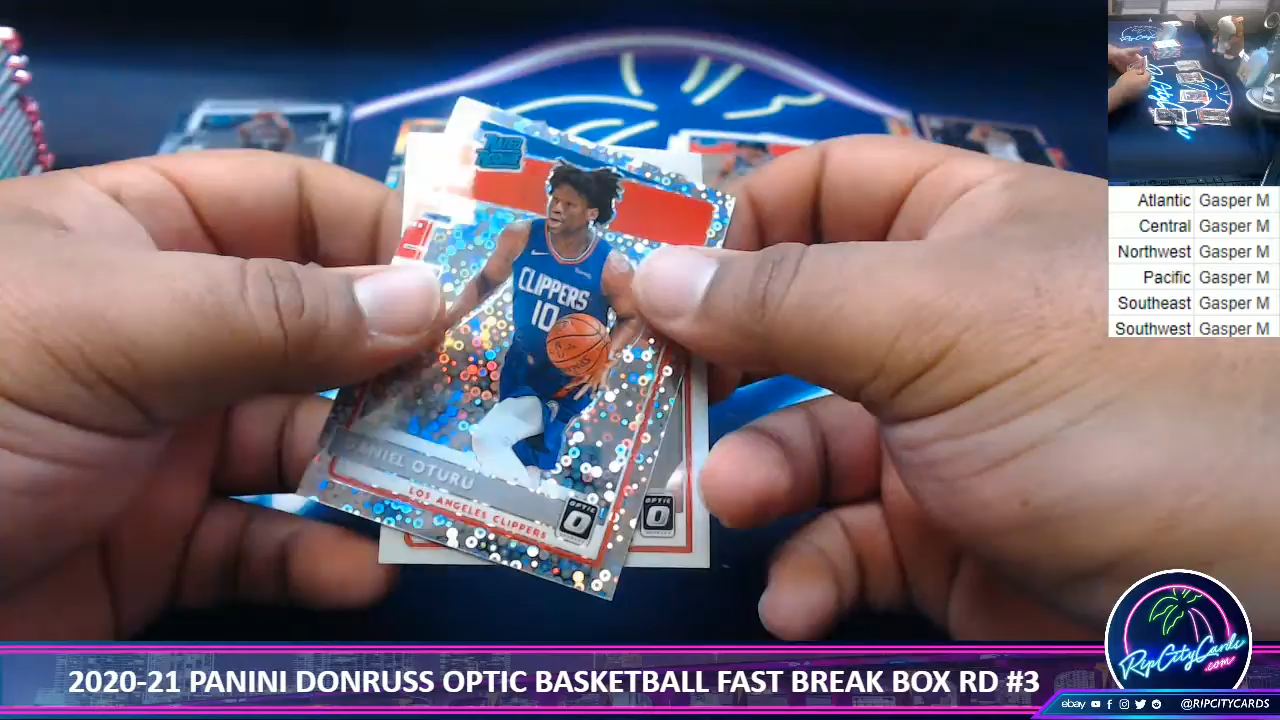 RATED ROOKIE
CLIPPERS
10
DANIEL OTURU
LOS ANGELES CLIPPERS
OPTIC
OPTIC
Atlantic Gasper M
Central Gasper M
Northwest Gasper M
Pacific Gasper M
Southeast Gasper M
Southwest Gasper M
RipCityCards
.com
2020-21 PANINI DONRUSS OPTIC BASKETBALL FAST BREAK BOX RD #3
ebay @RIPCITYCARDS